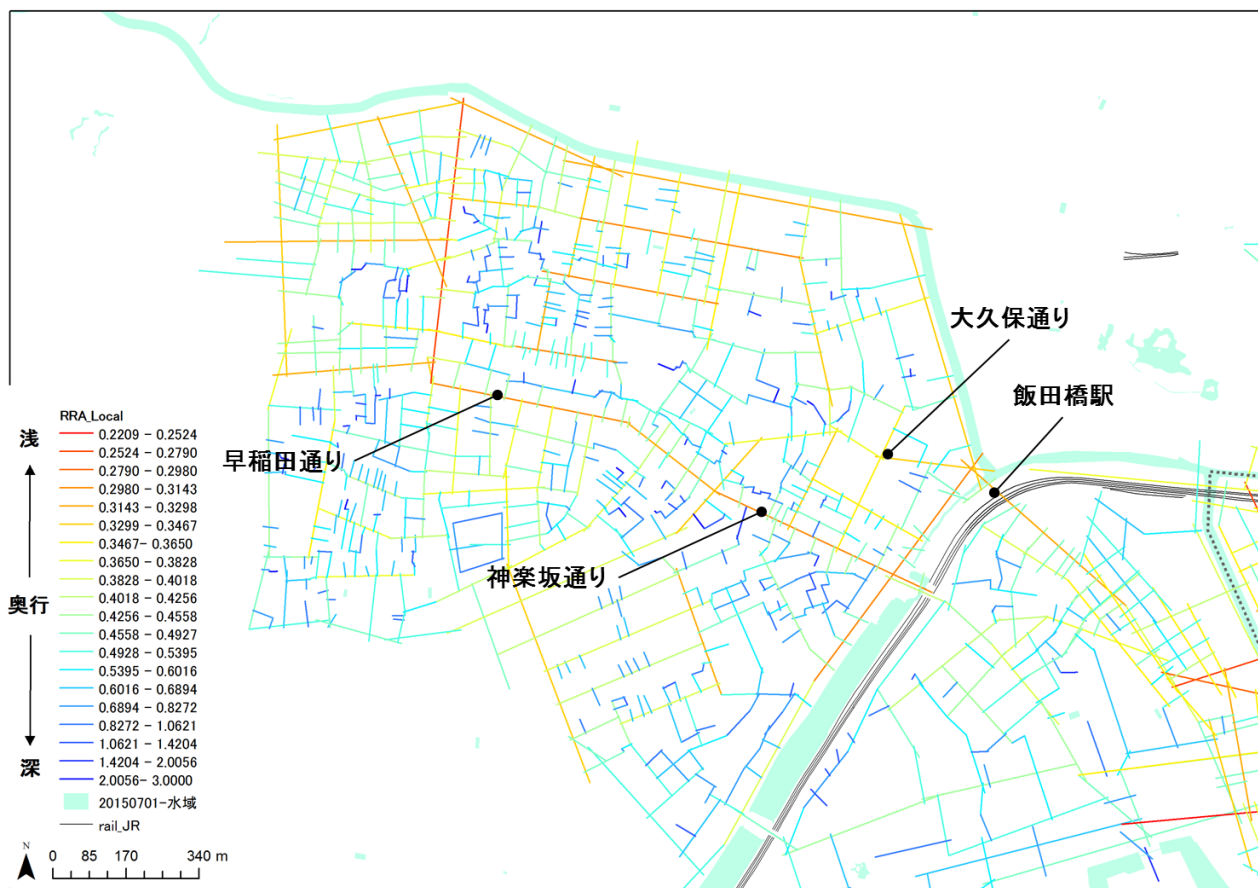 大久保通り
飯田橋駅
早稲田通り
神楽坂通り
RRA_Local
浅
奥行
深
0.2209 - 0.2524
0.2524 - 0.2790
0.2790 - 0.2980
0.2980 - 0.3143
0.3143 - 0.3298
0.3299 - 0.3467
0.3467- 0.3650
0.3650 - 0.3828
0.3828 - 0.4018
0.4018 - 0.4256
0.4256 - 0.4558
0.4558 - 0.4927
0.4928 - 0.5395
0.5395 - 0.6016
0.6016 - 0.6894
0.6894 - 0.8272
0.8272 - 1.0621
1.0621 - 1.4204
1.4204 - 2.0056
2.0056- 3.0000
20150701-水域
rail_JR
N
0 85 170 340 m